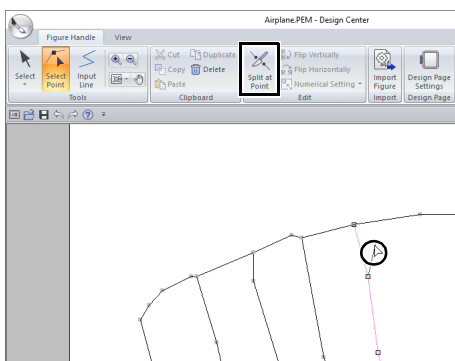 Airplane.PEM - Design Center
Figure Handle View
Select
Select Point
Input Line
Tools
Cut Duplicate
Copy Delete
Paste
Clipboard
Split at Point
Flip Vertically
Flip Horizontally
Numerical Setting
Edit
Import Figure
Import
Design Page Settings
Design Page